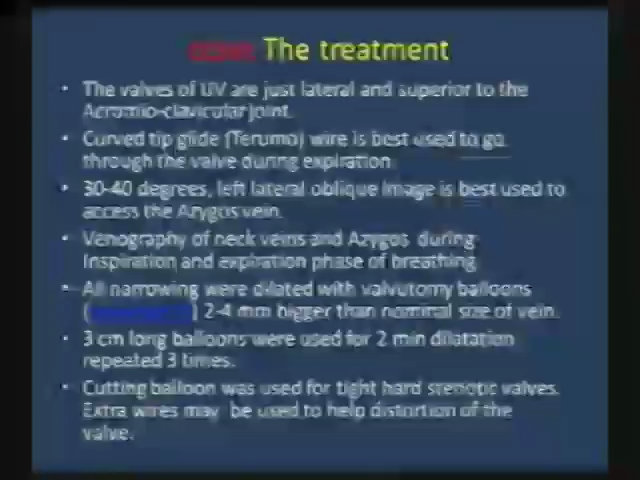 The treatment
• The valves of IJV are just lateral and superior to the
Acromio-clavicular joint.
• Curved tip glide (Terumo) wire is best used to go
through the valve during expiration.
• 30-40 degrees, left lateral oblique image is best used to
access the Azygos vein.
• Venography of neck veins and Azygos during
Inspiration and expiration phase of breathing
• All narrowing were dilated with valvutomy balloons
( ) 2-4 mm bigger than nominal size of vein.
• 3 cm long balloons were used for 2 min dilatation
repeated 3 times.
• Cutting balloon was used for tight hard stenotic valves.
Extra wires may be used to help distortion of the
valve.